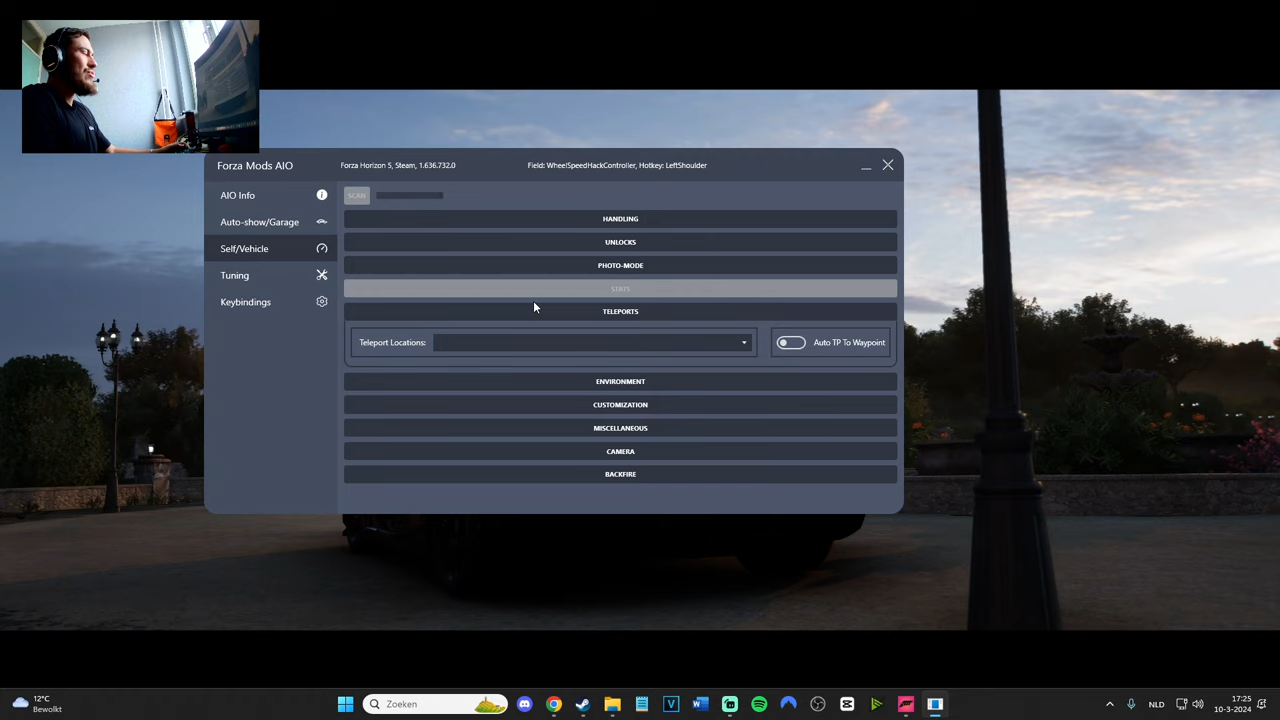 Forza Mods AIO
Forza Horizon 5, Steam, 1.636.732.0
Field: WheelSpeedHackController, Hotkey: LeftShoulder
AIO Info
Auto-show/Garage
Self/Vehicle
Tuning
Keybindings
SCAN
HANDLING
UNLOCKS
PHOTO-MODE
STATS
TELEPORTS
Teleport Locations:
Auto TP To Waypoint
ENVIRONMENT
CUSTOMIZATION
MISCELLANEOUS
CAMERA
BACKFIRE
12°C
Bewolkt
Zoeken
NLD
17:25
10-3-2024